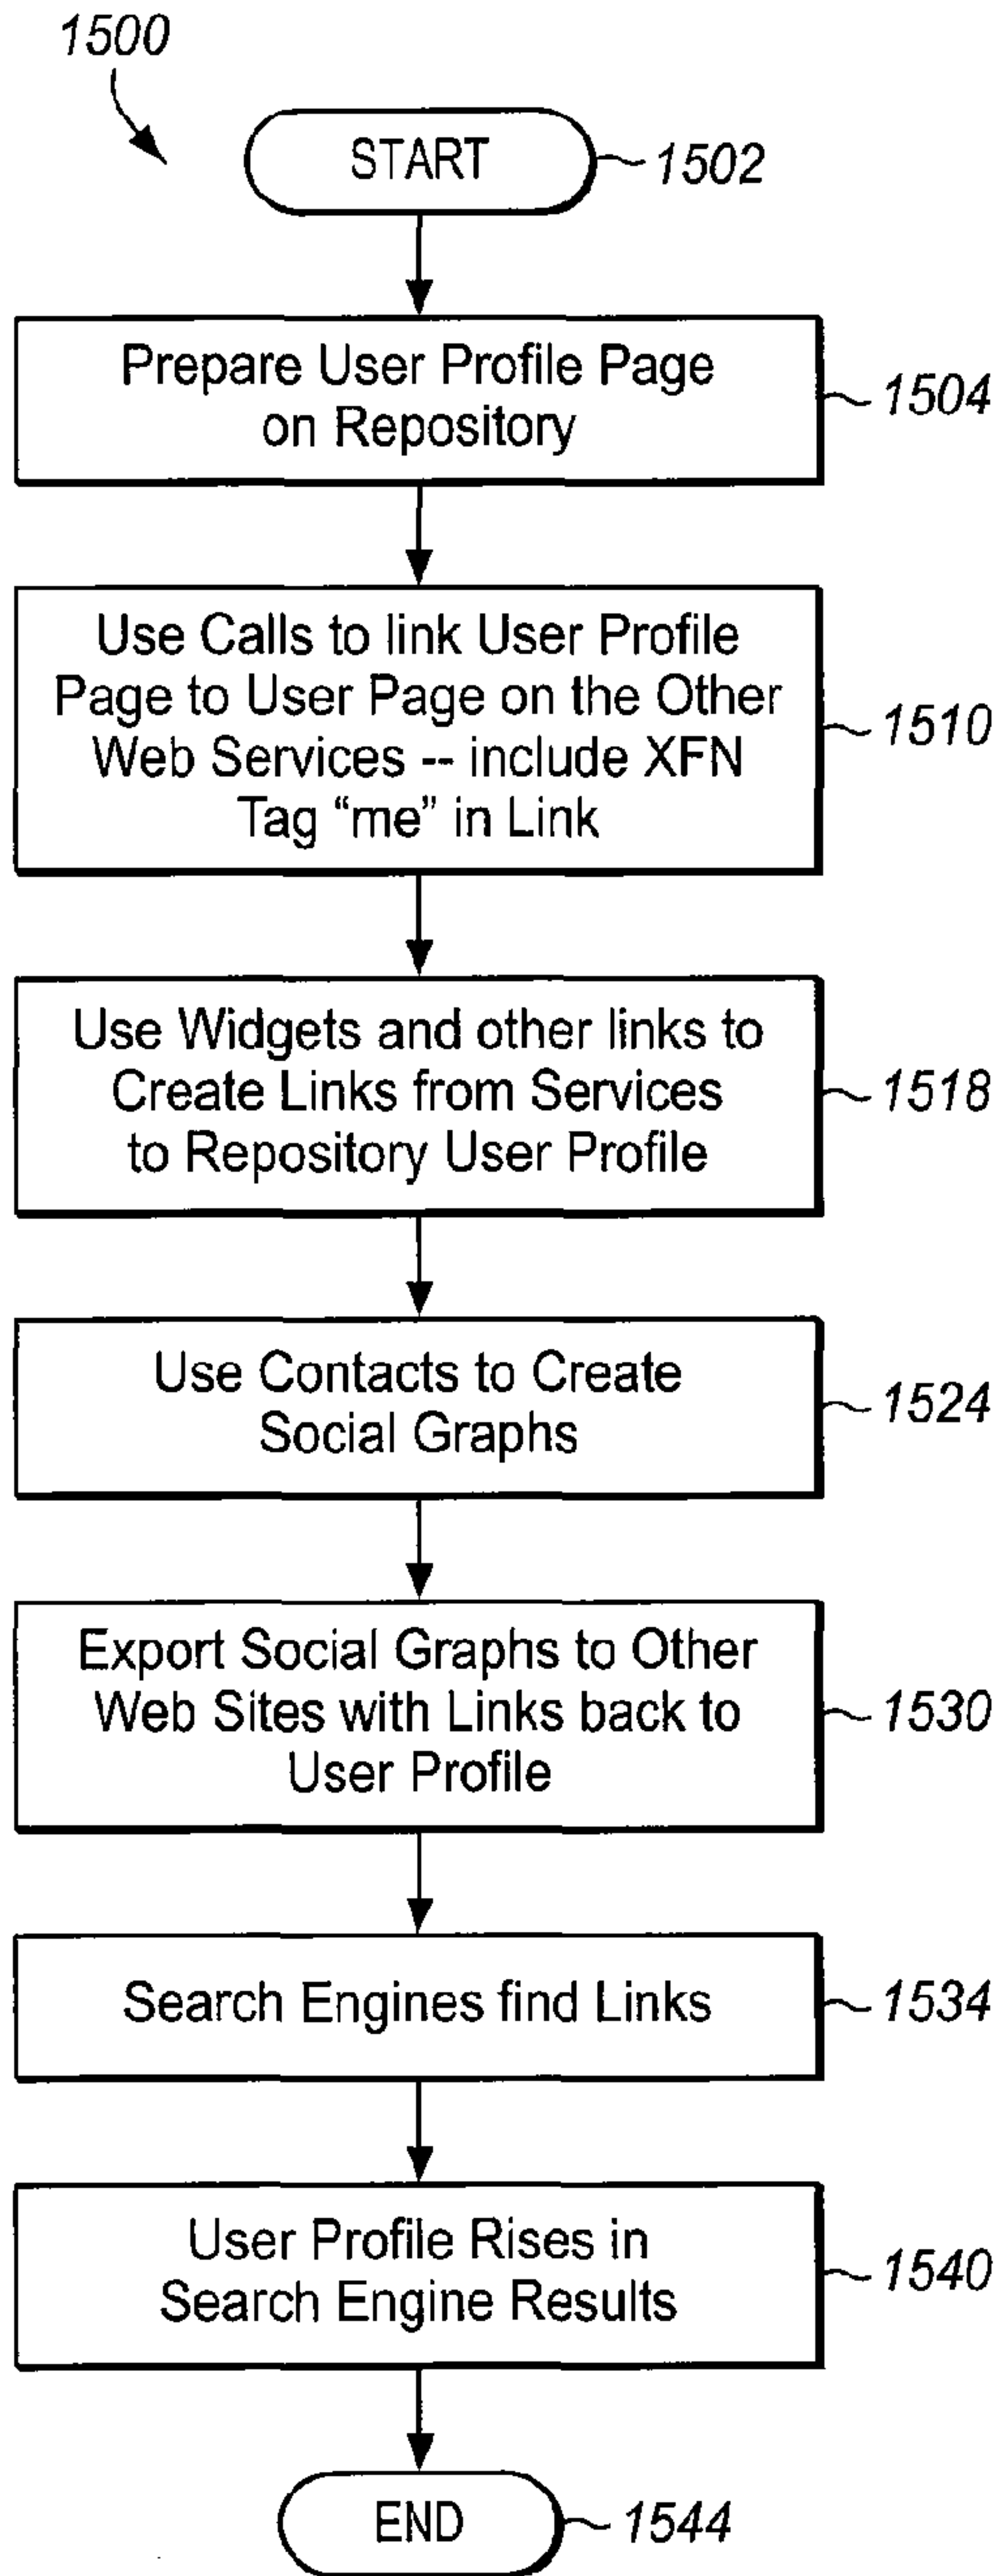 1500
START
1502
Prepare User Profile Page
on Repository
1504
Use Calls to link User Profile
Page to User Page on the Other
Web Services -- include XFN
Tag “me” in Link
1510
Use Widgets and other links to
Create Links from Services
to Repository User Profile
1518
Use Contacts to Create
Social Graphs
1524
Export Social Graphs to Other
Web Sites with Links back to
User Profile
1530
Search Engines find Links
1534
User Profile Rises in
Search Engine Results
1540
END
1544